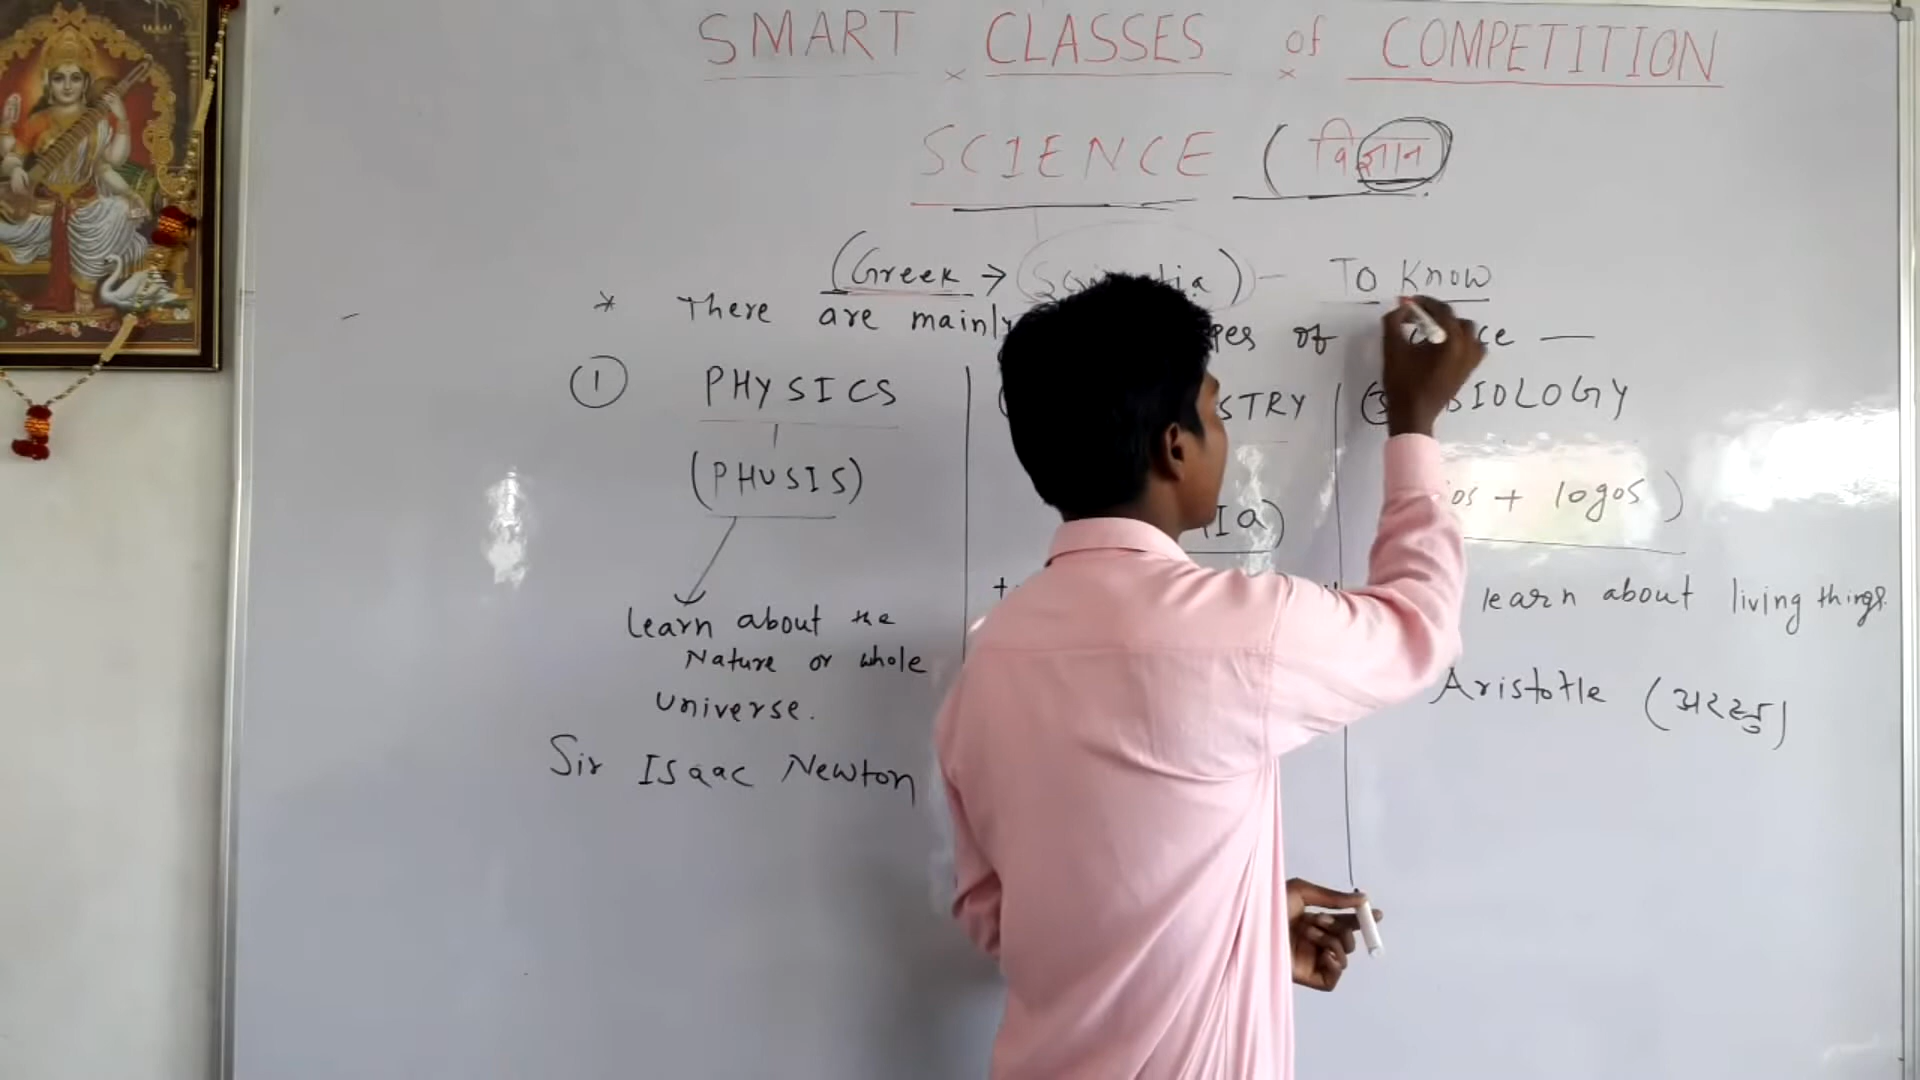 SMART CLASSES of COMPETITION
SCIENCE (विज्ञान
(Greek → ) - To Know
* There are mainly of —
① PHYSICS
(PHUSIS)
Learn about the
Nature or whole
Universe.
Sir Isaac Newton
③ BIOLOGY
+ logos)
learn about living things.
Aristotle (अरस्तु)